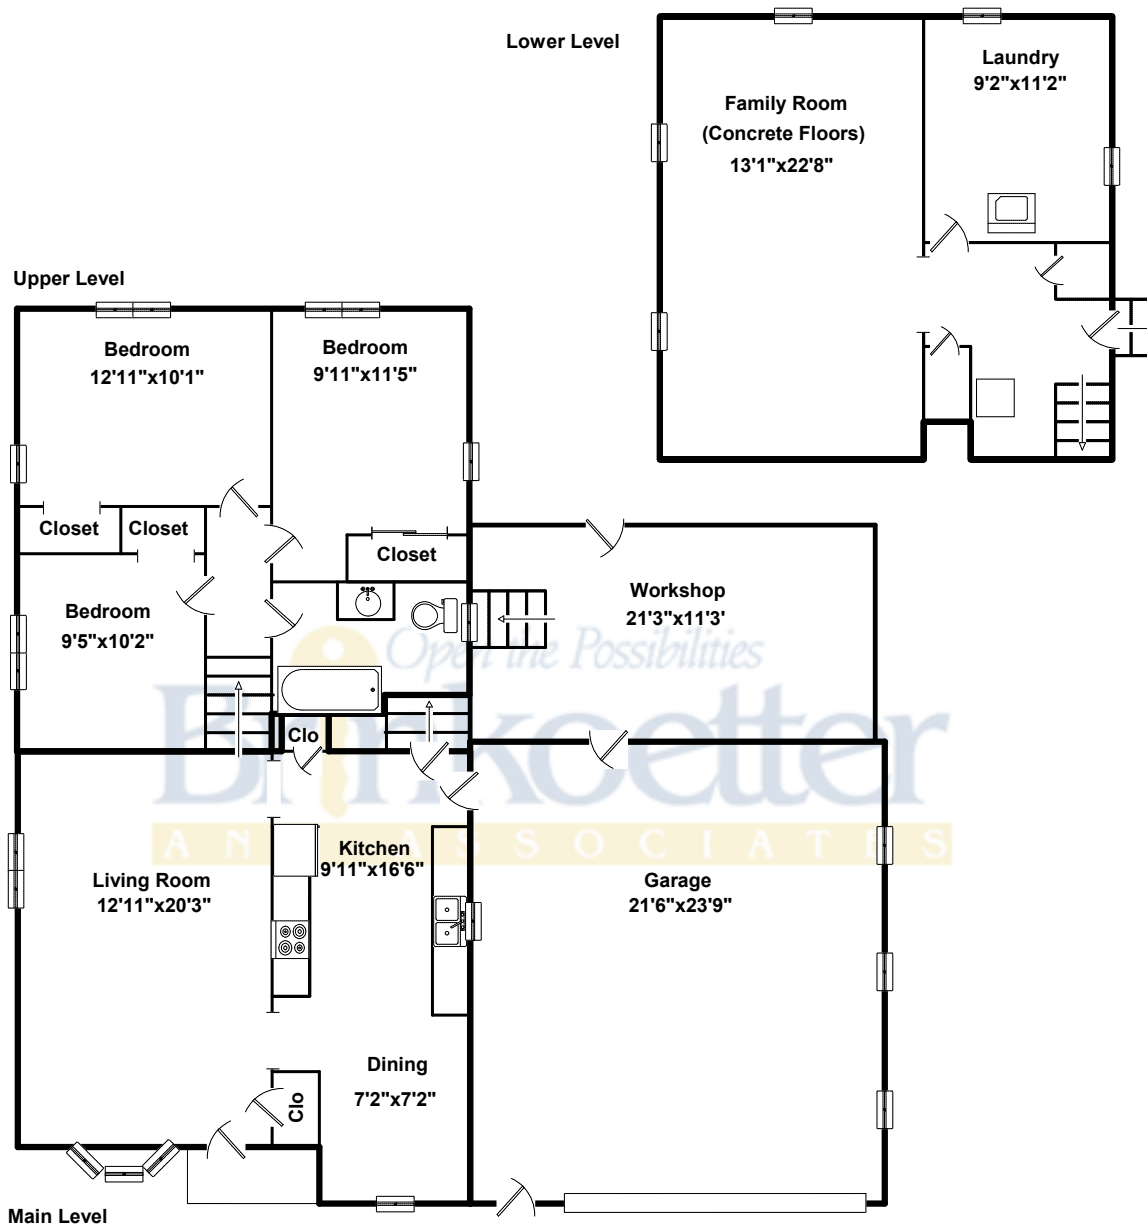 Lower Level
Laundry
9'2"x11'2"
Family Room
(Concrete Floors)
13'1"x22'8"
Upper Level
Bedroom
12'11"x10'1"
Bedroom
9'11"x11'5"
Closet
Closet
Closet
Bedroom
9'5"x10'2"
Workshop
21'3"x11'3'
Open the Possibilities
Brinkoetter
AND ASSOCIATES
Clo
Kitchen
9'11"x16'6"
Living Room
12'11"x20'3"
Garage
21'6"x23'9"
Dining
7'2"x7'2"
Clo
Main Level